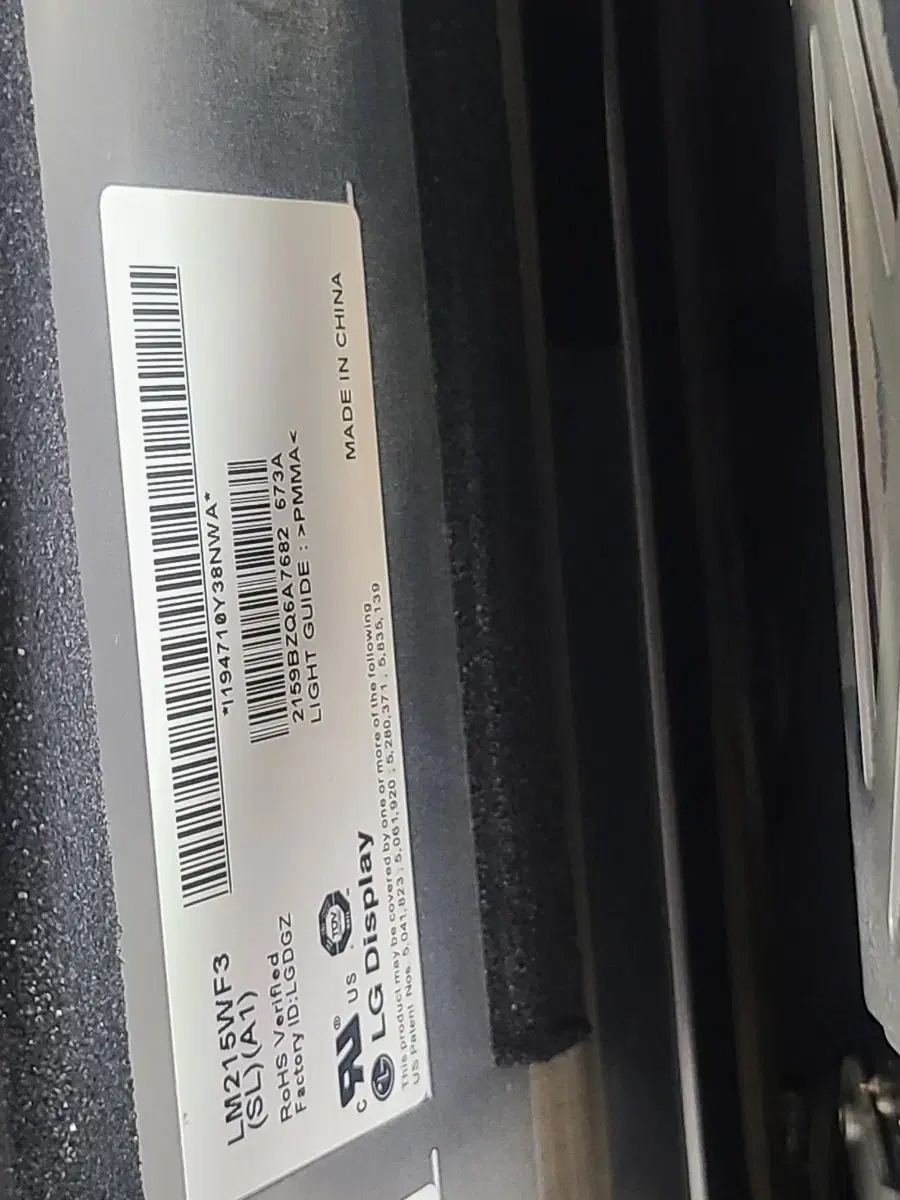 LM215WF3
(SL)(A1)
RoHS Verified
Factory ID:LGDGZ
*I194710Y38NWA*
2159BZQ6A7682 673A
LIGHT GUIDE : >PMMA<
MADE IN CHINA
C US ®
TÜV
LG Display
This product may be covered by one or more of the following
US Patent Nos. 5,041,823 ; 5,061,920 ; 5,280,371 ; 5,835,139